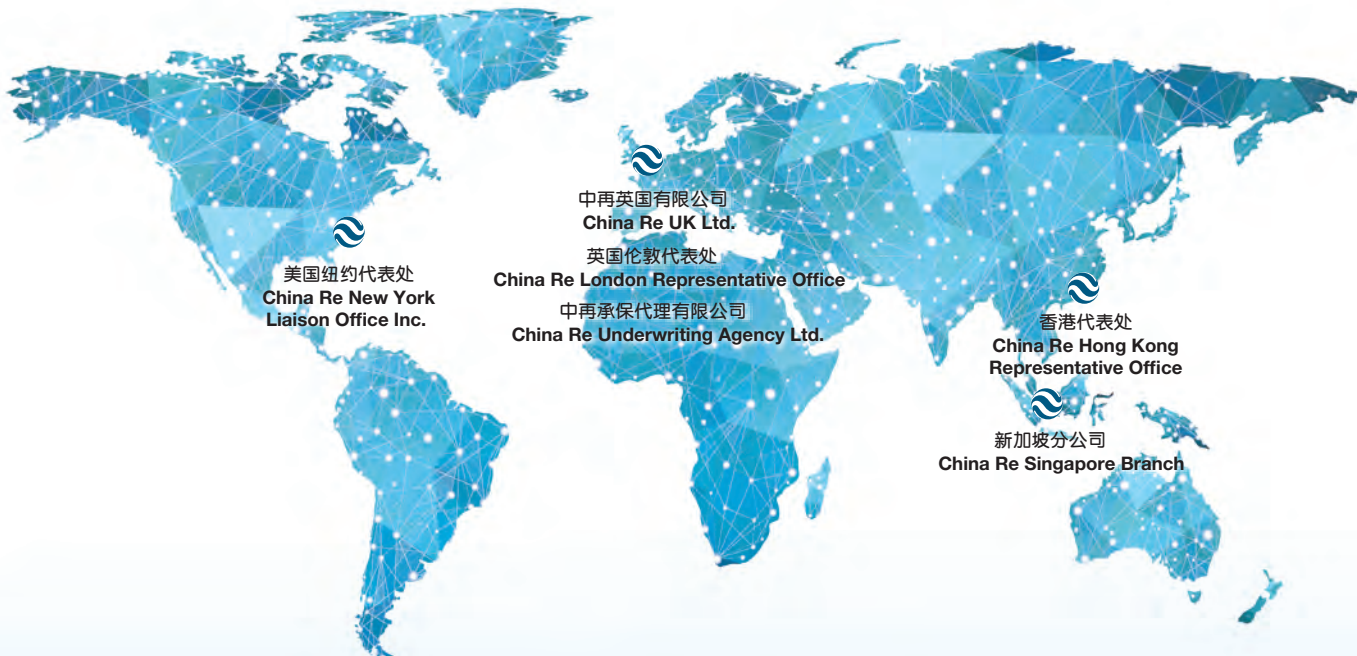 中再英国有限公司
China Re UK Ltd.
英国伦敦代表处
China Re London Representative Office
中再承保代理有限公司
China Re Underwriting Agency Ltd.
美国纽约代表处
China Re New York
Liaison Office Inc.
香港代表处
China Re Hong Kong
Representative Office
新加坡分公司
China Re Singapore Branch